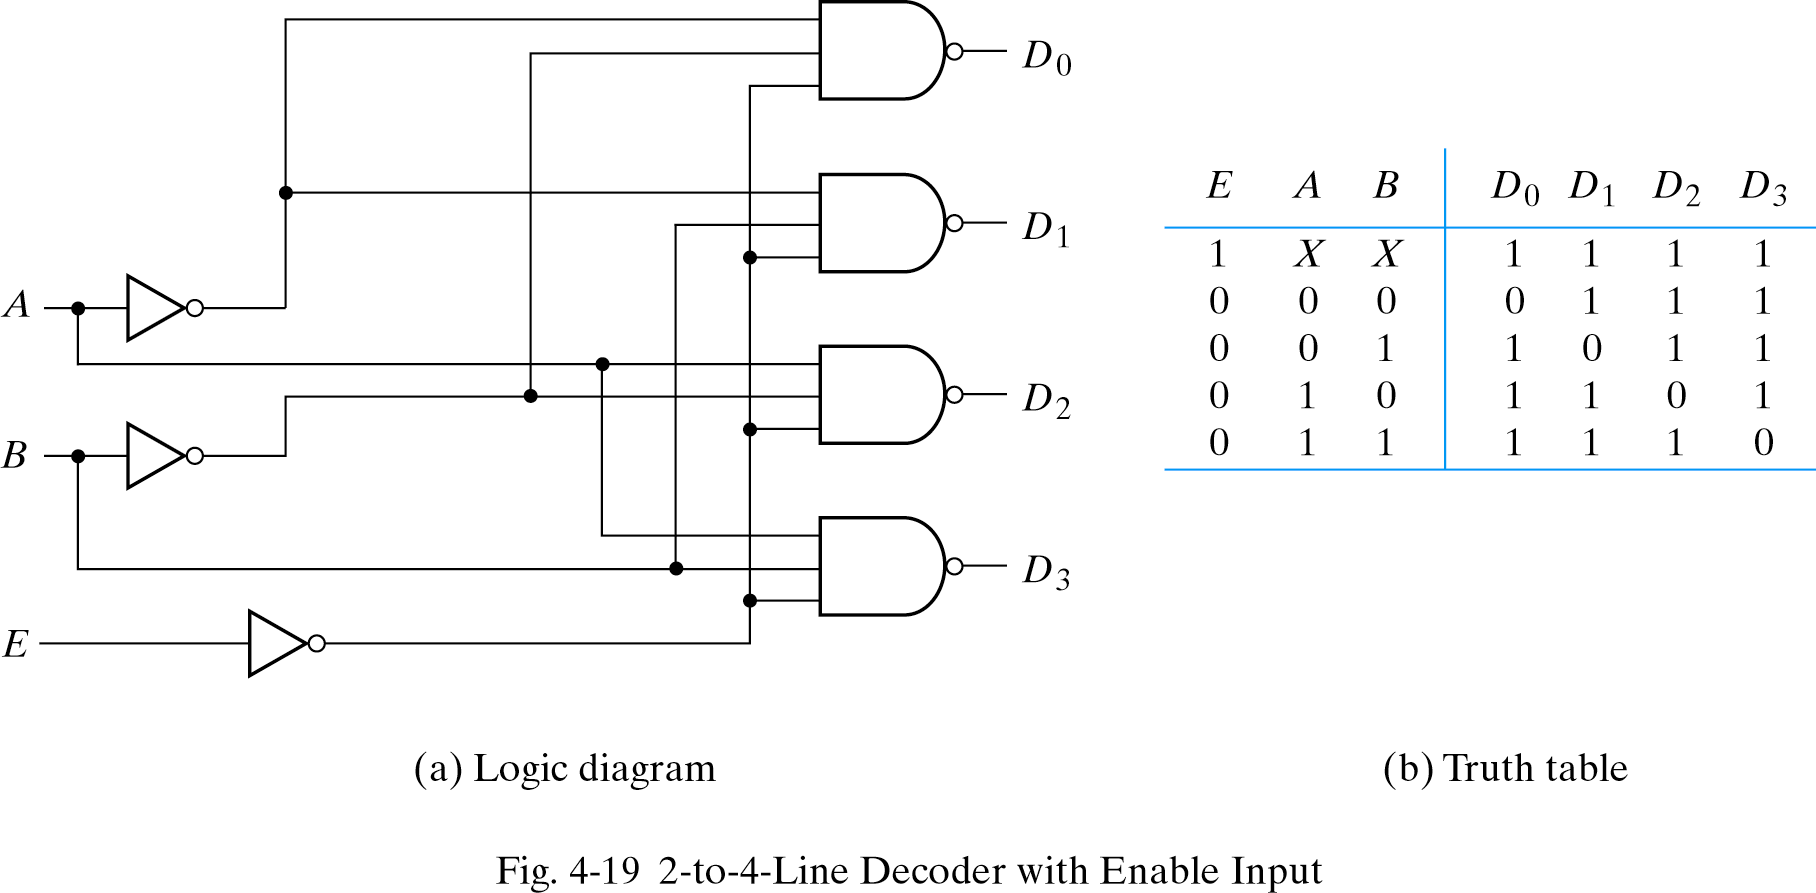 D0
D1
A
D2
B
D3
E
E A B D0 D1 D2 D3
1 X X 1 1 1 1
0 0 0 0 1 1 1
0 0 1 1 0 1 1
0 1 0 1 1 0 1
0 1 1 1 1 1 0
(a) Logic diagram
(b) Truth table
Fig. 4-19 2-to-4-Line Decoder with Enable Input